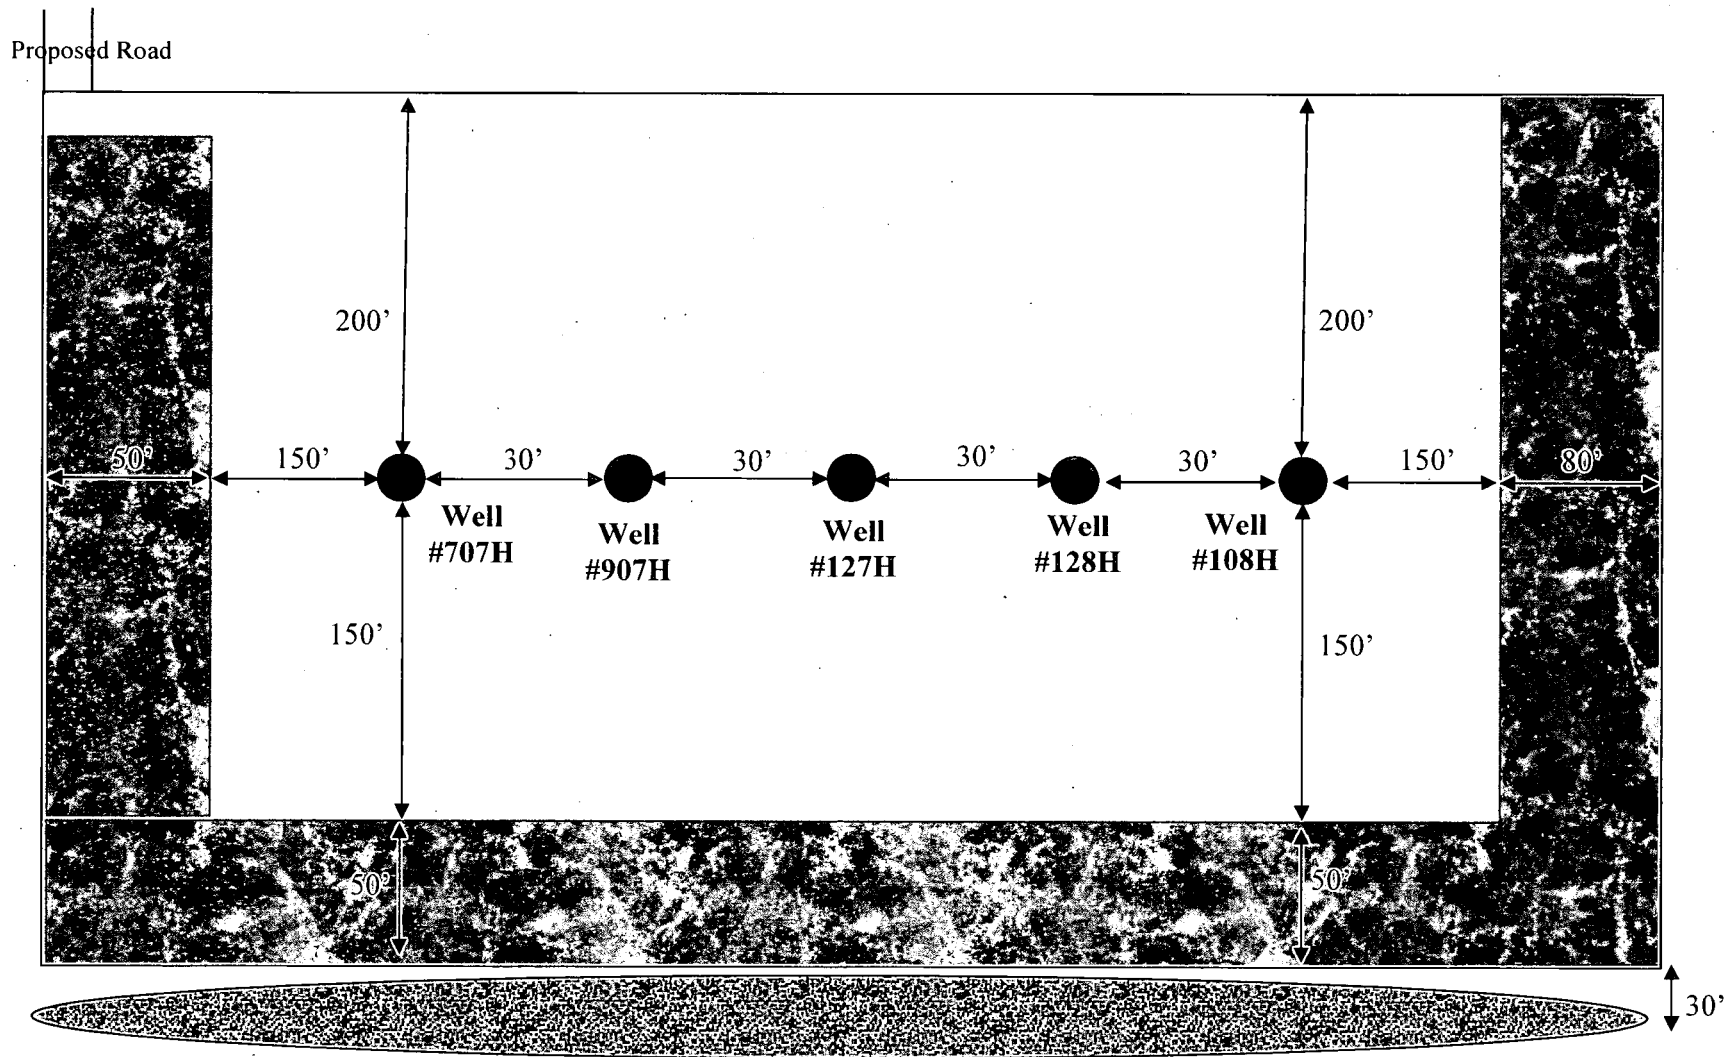 Proposed Road
200’
200’
50’
150’
30’
30’
30’
30’
150’
80’
Well
#707H
Well
#907H
Well
#127H
Well
#128H
Well
#108H
150’
150’
50’
50’
30’